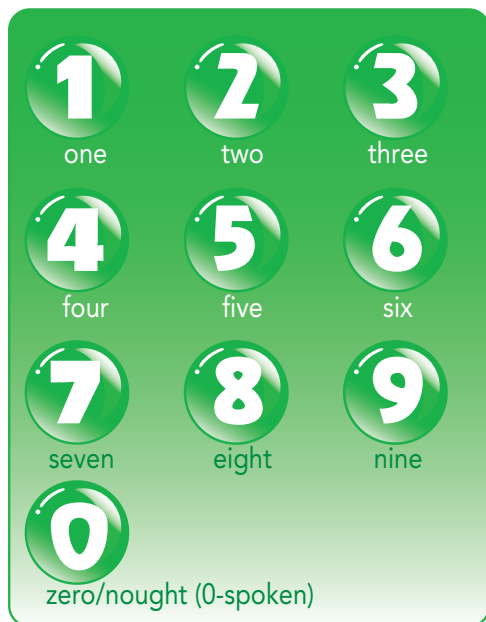 1 2 3
one two three
4 5 6
four five six
7 8 9
seven eight nine
0
zero/nought (0-spoken)